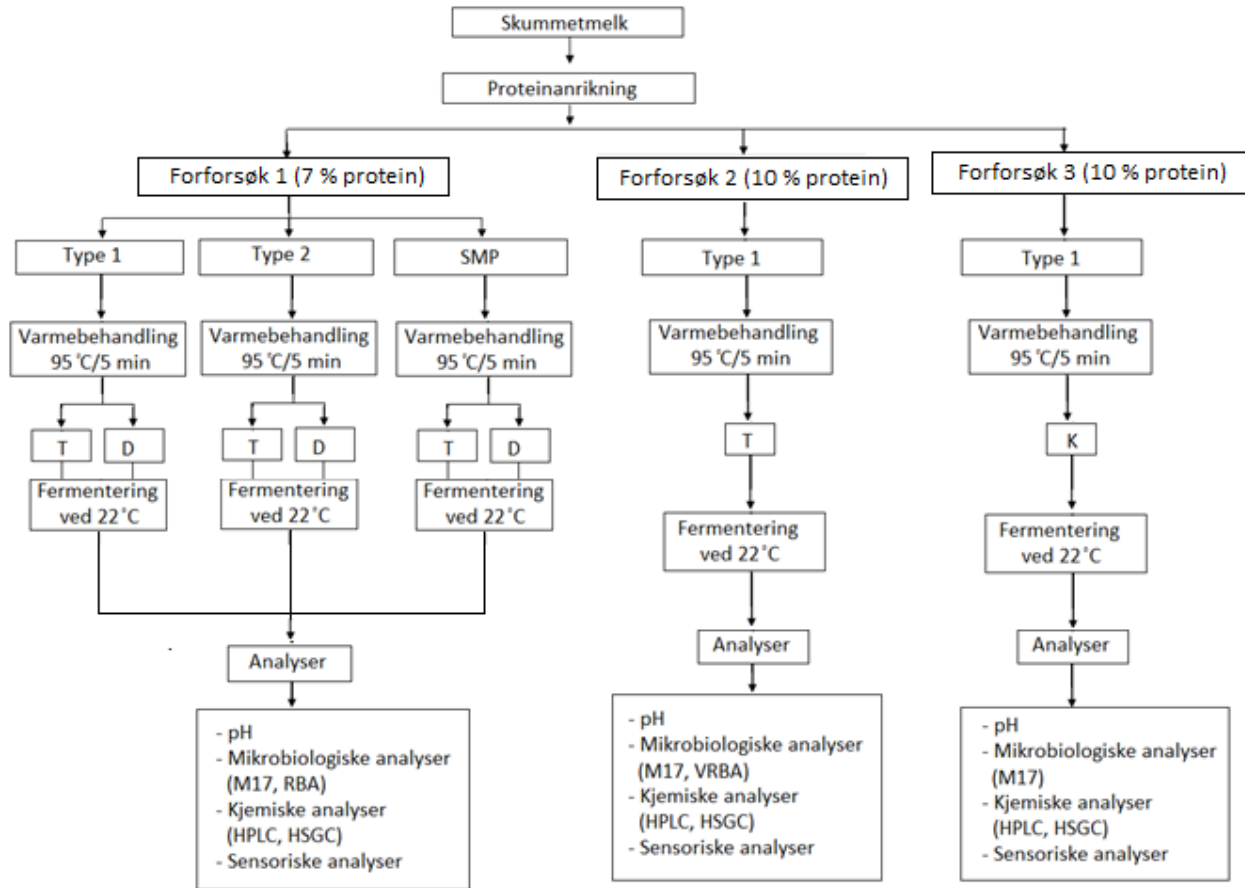 Skummetmelk
Proteinanrikning
Forforsøk 1 (7 % protein)
Forforsøk 2 (10 % protein)
Forforsøk 3 (10 % protein)
Type 1
Type 2
SMP
Type 1
Type 1
Varmebehandling
95 ˚C/5 min
Varmebehandling
95 ˚C/5 min
Varmebehandling
95 ˚C/5 min
Varmebehandling
95 ˚C/5 min
Varmebehandling
95 ˚C/5 min
T
D
T
D
T
D
T
K
Fermentering
ved 22˚C
Fermentering
ved 22˚C
Fermentering
ved 22˚C
Fermentering
ved 22˚C
Fermentering
ved 22˚C
Analyser
Analyser
Analyser
- pH
- Mikrobiologiske analyser
(M17, RBA)
- Kjemiske analyser
(HPLC, HSGC)
- Sensoriske analyser
- pH
- Mikrobiologiske analyser
(M17, VRBA)
- Kjemiske analyser
(HPLC, HSGC)
- Sensoriske analyser
- pH
- Mikrobiologiske analyser
(M17)
- Kjemiske analyser
(HPLC, HSGC)
- Sensoriske analyser